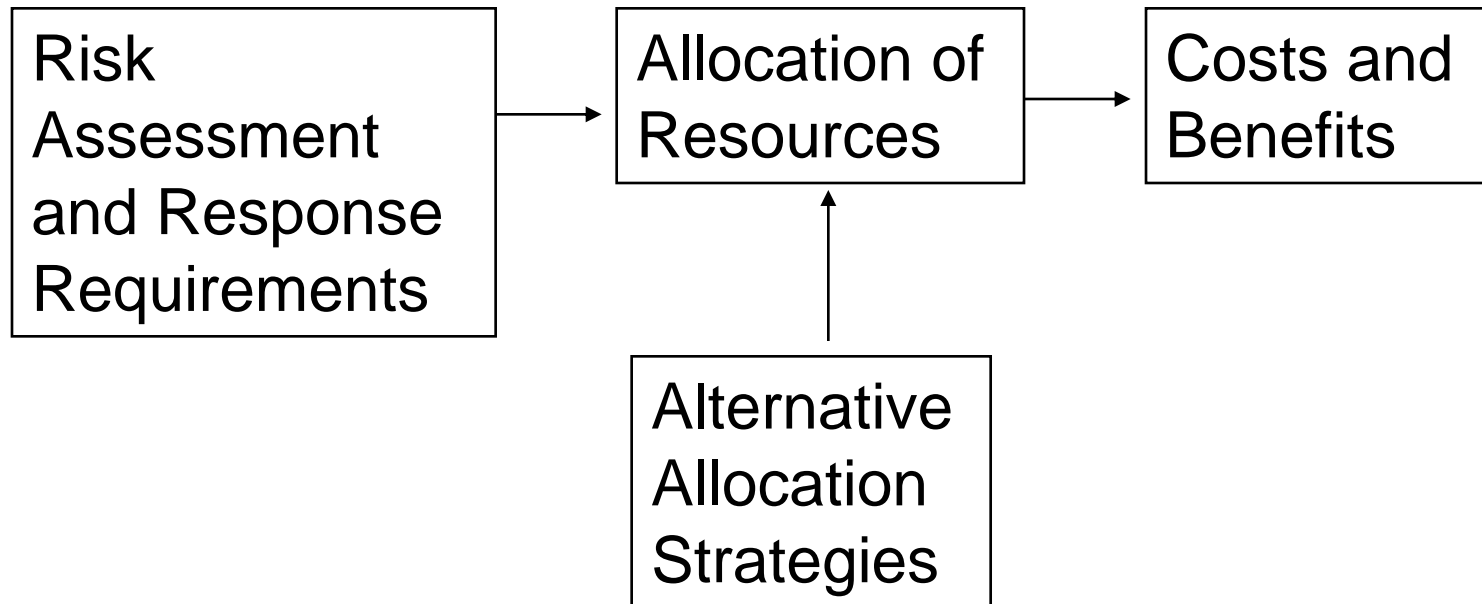 Risk
Assessment
and Response
Requirements
Allocation of
Resources
Costs and
Benefits
Alternative
Allocation
Strategies